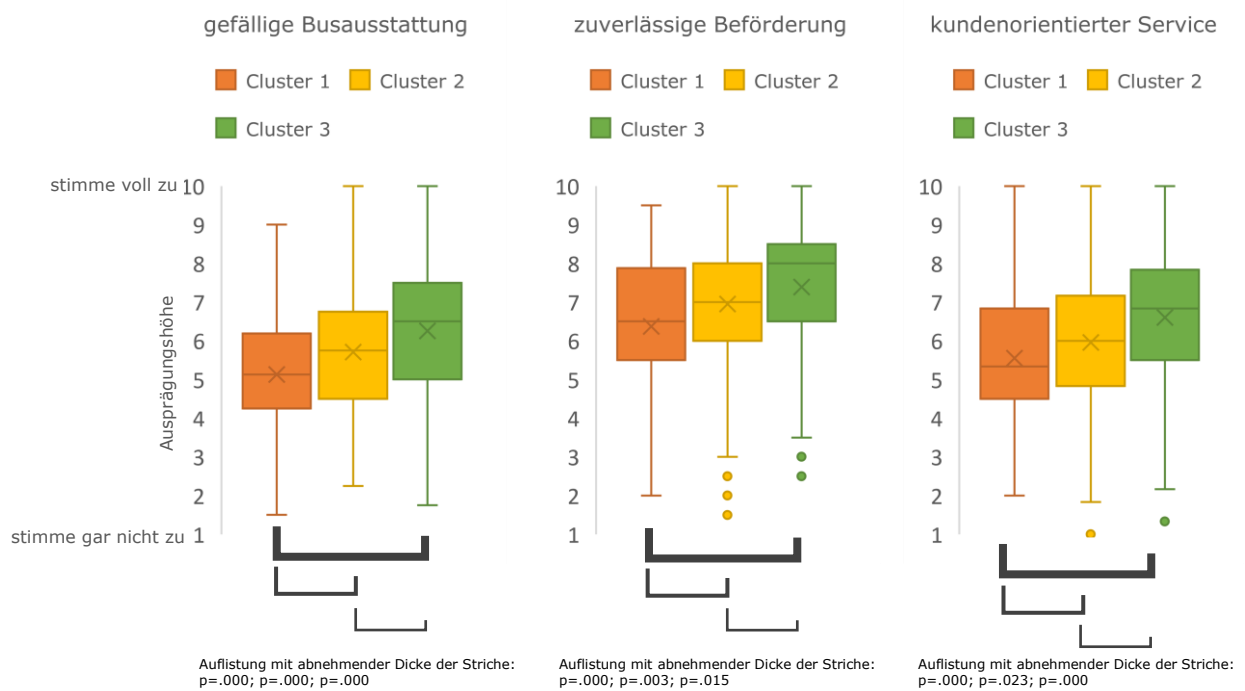 gefällige Busausstattung
Cluster 1 Cluster 2
Cluster 3
stimme voll zu
Ausprägungshöhe
stimme gar nicht zu
10
9
8
7
6
5
4
3
2
1
Auflistung mit abnehmender Dicke der Striche:
p=.000; p=.000; p=.000
zuverlässige Beförderung
Cluster 1 Cluster 2
Cluster 3
10
9
8
7
6
5
4
3
2
1
Auflistung mit abnehmender Dicke der Striche:
p=.000; p=.003; p=.015
kundenorientierter Service
Cluster 1 Cluster 2
Cluster 3
10
9
8
7
6
5
4
3
2
1
Auflistung mit abnehmender Dicke der Striche:
p=.000; p=.023; p=.000